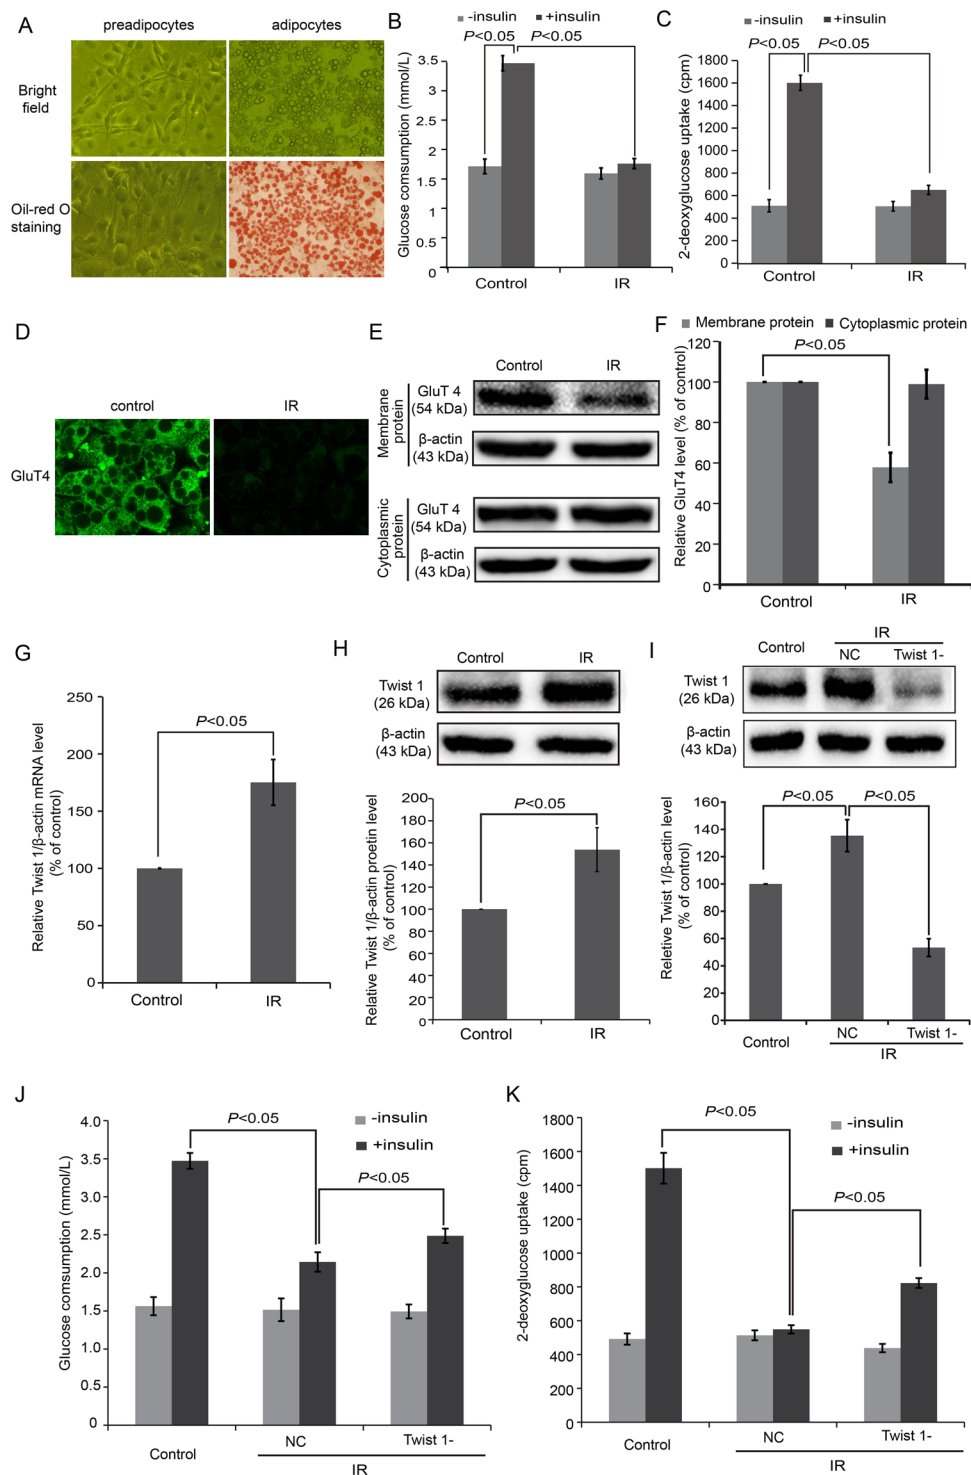 A
preadipocytes
adipocytes
Bright
field
Oil-red O
staining
B
-insulin
+insulin
P<0.05
P<0.05
Glucose comsumption (mmol/L)
3.5
3
2.5
2
1.5
1
0.5
0
Control
IR
C
-insulin
+insulin
P<0.05
P<0.05
2-deoxyglucose uptake (cpm)
1800
1600
1400
1200
1000
800
600
400
200
0
Control
IR
D
control
IR
GluT4
E
Control
IR
Membrane
protein
GluT 4
(54 kDa)
β-actin
(43 kDa)
Cytoplasmic
protein
GluT 4
(54 kDa)
β-actin
(43 kDa)
F
Membrane protein
Cytoplasmic protein
P<0.05
Relative GluT4 level (% of control)
120
100
80
60
40
20
0
Control
IR
G
P<0.05
Relative Twist 1/β-actin mRNA level
(% of control)
250
200
175
100
50
0
Control
IR
H
Control
IR
Twist 1
(26 kDa)
β-actin
(43 kDa)
P<0.05
Relative Twist 1/β-actin proetin level
(% of control)
200
180
160
140
120
100
80
60
40
20
0
Control
IR
I
IR
Control
NC
Twist 1-
Twist 1
(26 kDa)
β-actin
(43 kDa)
P<0.05
P<0.05
Reletive Twist 1/β-actin level
(% of control)
160
140
120
100
80
60
40
20
0
Control
NC
Twist 1-
IR
J
-insulin
+insulin
P<0.05
P<0.05
Glucose comsumption (mmol/L)
4.0
3.5
3.0
2.5
2.0
1.5
1.0
0.5
0
Control
NC
Twist 1-
IR
K
-insulin
+insulin
P<0.05
P<0.05
2-deoxyglucose uptake (cpm)
1800
1600
1400
1200
1000
800
600
400
200
0
Control
NC
Twist 1-
IR